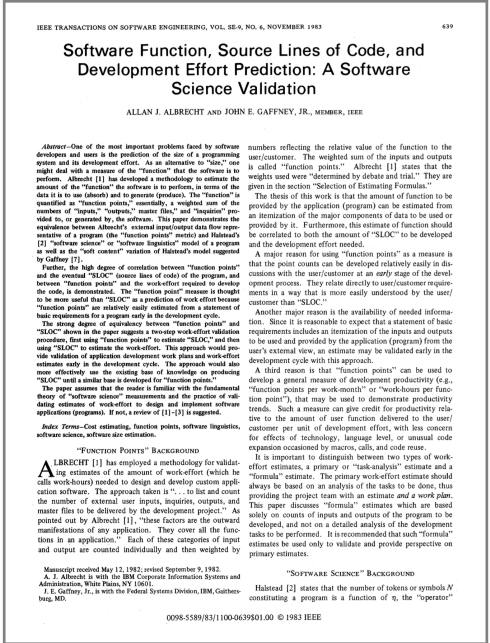 IEEE TRANSACTIONS ON SOFTWARE ENGINEERING, VOL. SE-9, NO. 6, NOVEMBER 1983 639
Software Function, Source Lines of Code, and
Development Effort Prediction: A Software
Science Validation
ALLAN J. ALBRECHT AND JOHN E. GAFFNEY, JR., MEMBER, IEEE
Abstract—One of the most important problems faced by software
developers and users is the prediction of the size of a programming
system and its development effort. As an alternative to "size," one
might deal with a measure of the "function" that the software is to
perform. Albrecht [1] has developed a methodology to estimate the
amount of the "function" the software is to perform, in terms of the
data it is to use (absorb) and to generate (produce). The "function" is
quantified as "function points," essentially, a weighted sum of the
numbers of "inputs," "outputs," master files," and "inquiries" pro-
vided to, or generated by, the software. This paper demonstrates the
equivalence between Albrecht's external input/output data flow repre-
sentative of a program (the "function points" metric) and Halstead's
[2] "software science" or "software linguistics" model of a program
as well as the "soft content" variation of Halstead's model suggested
by Gaffney [7].
Further, the high degree of correlation between "function points"
and the eventual "SLOC" (source lines of code) of the program, and
between "function points" and the work-effort required to develop
the code, is demonstrated. The "function point" measure is thought
to be more useful than "SLOC" as a prediction of work effort because
"function points" are relatively easily estimated from a statement of
basic requirements for a program early in the development cycle.
The strong degree of equivalency between "function points" and
"SLOC" shown in the paper suggests a two-step work-effort validation
procedure, first using "function points" to estimate "SLOC," and then
using "SLOC" to estimate the work-effort. This approach would pro-
vide validation of application development work plans and work-effort
estimates early in the development cycle. The approach would also
more effectively use the existing base of knowledge on producing
"SLOC" until a similar base is developed for "function points."
The paper assumes that the reader is familiar with the fundamental
theory of "software science" measurements and the practice of vali-
dating estimates of work-effort to design and implement software
applications (programs). If not, a review of [1]-[3] is suggested.
Index Terms—Cost estimating, function points, software linguistics,
software science, software size estimation.
"FUNCTION POINTS" BACKGROUND
ALBRECHT [1] has employed a methodology for validat-
ing estimates of the amount of work-effort (which he
calls work-hours) needed to design and develop custom appli-
cation software. The approach taken is ". . . to list and count
the number of external user inputs, inquiries, outputs, and
master files to be delivered by the development project." As
pointed out by Albrecht [1], "these factors are the outward
manifestations of any application. They cover all the func-
tions in an application." Each of these categories of input
and output are counted individually and then weighted by
Manuscript received May 12, 1982; revised September 9, 1982.
A. J. Albrecht is with the IBM Corporate Information Systems and
Administration, White Plains, NY 10601.
J. E. Gaffney, Jr., is with the Federal Systems Division, IBM, Gaithers-
burg, MD.
numbers reflecting the relative value of the function to the
user/customer. The weighted sum of the inputs and outputs
is called "function points." Albrecht [1] states that the
weights used were "determined by debate and trial." They are
given in the section "Selection of Estimating Formulas."
The thesis of this work is that the amount of function to be
provided by the application (program) can be estimated from
an itemization of the major components of data to be used or
provided by it. Furthermore, this estimate of function should
be correlated to both the amount of "SLOC" to be developed
and the development effort needed.
A major reason for using "function points" as a measure is
that the point counts can be developed relatively easily in dis-
cussions with the user/customer at an early stage of the devel-
opment process. They relate directly to user/customer require-
ments in a way that is more easily understood by the user/
customer than "SLOC."
Another major reason is the availability of needed informa-
tion. Since it is reasonable to expect that a statement of basic
requirements includes an itemization of the inputs and outputs
to be used and provided by the application (program) from the
user's external view, an estimate may be validated early in the
development cycle with this approach.
A third reason is that "function points" can be used to
develop a general measure of development productivity (e.g.,
"function points per work-month" or "work-hours per func-
tion point"), that may be used to demonstrate productivity
trends. Such a measure can give credit for productivity rela-
tive to the amount of user function delivered to the user/
customer per unit of development effort, with less concern
for effects of technology, language level, or unusual code
expansion occasioned by macros, calls, and code reuse.
It is important to distinguish between two types of work-
effort estimates, a primary or "task-analysis" estimate and a
"formula" estimate. The primary work-effort estimate should
always be based on an analysis of the tasks to be done, thus
providing the project team with an estimate and a work plan.
This paper discusses "formula" estimates which are based
solely on counts of inputs and outputs of the program to be
developed, and not on a detailed analysis of the development
tasks to be performed. It is recommended that such "formula"
estimates be used only to validate and provide perspective on
primary estimates.
"SOFTWARE SCIENCE" BACKGROUND
Halstead [2] states that the number of tokens or symbols N
constituting a program is a function of η, the "operator"
0098-5589/83/1100-0639$01.00 © 1983 IEEE